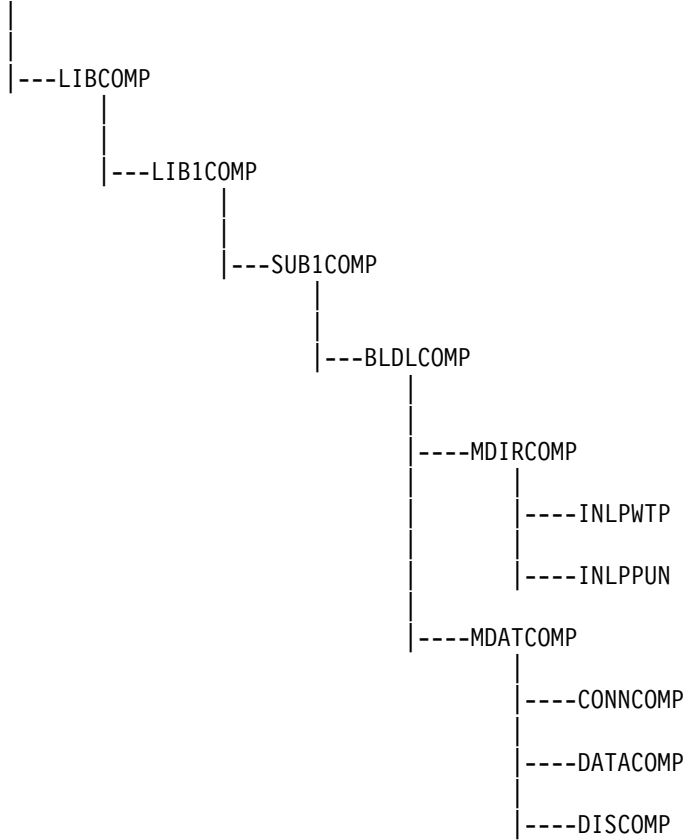 |
|
|---LIBCOMP
|
|
|---LIB1COMP
|
|
|---SUB1COMP
|
|
|---BLDLCOMP
|
|
|----MDIRCOMP
| |
| |----INLPWTP
| |
| |----INLPPUN
|
|----MDATCOMP
|
|----CONNCOMP
|
|----DATACOMP
|
|----DISCOMP